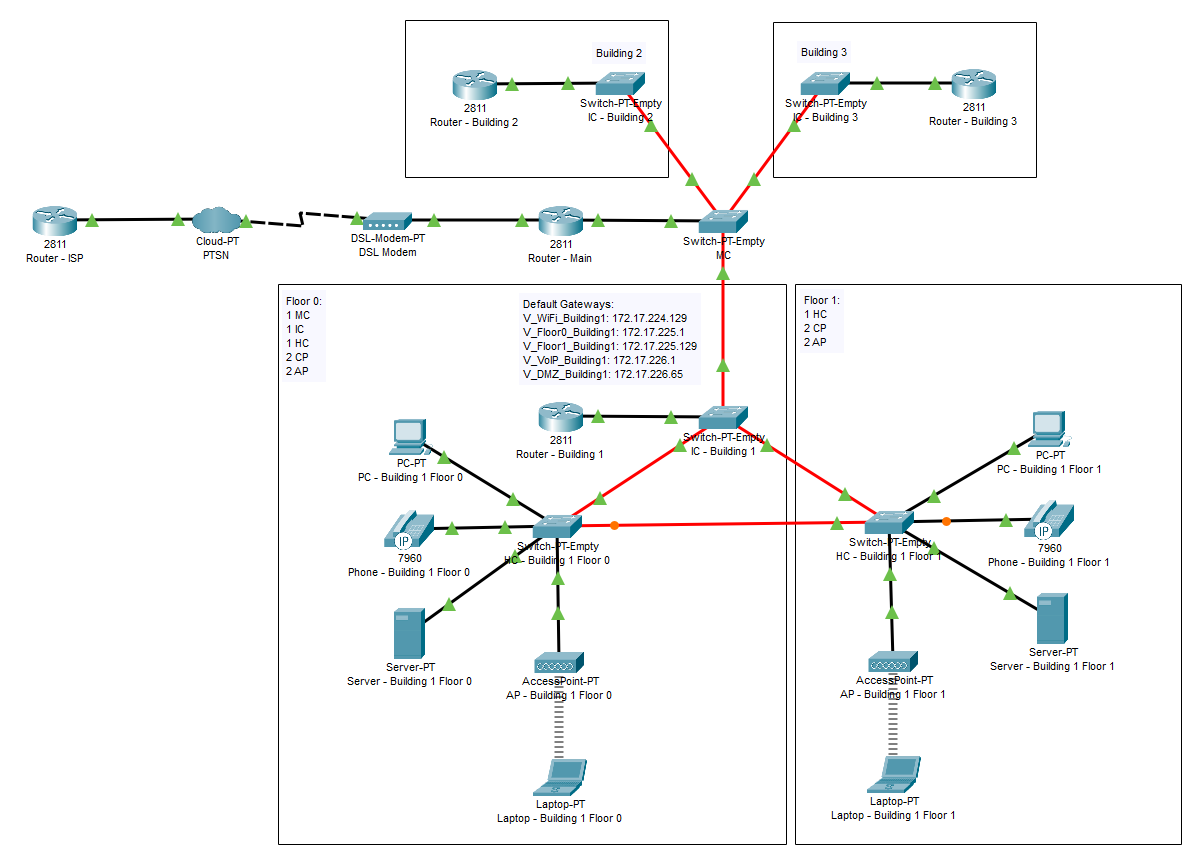 Building 2
2811
Router - Building 2
Switch-PT-Empty
IC - Building 2
Building 3
Switch-PT-Empty
IC - Building 3
2811
Router - Building 3
2811
Router - ISP
Cloud-PT
PTSN
DSL-Modem-PT
DSL Modem
2811
Router - Main
Switch-PT-Empty
MC
Floor 0:
1 MC
1 IC
1 HC
2 CP
2 AP
Default Gateways:
V_WiFi_Building1: 172.17.224.129
V_Floor0_Building1: 172.17.225.1
V_Floor1_Building1: 172.17.225.129
V_VoIP_Building1: 172.17.226.1
V_DMZ_Building1: 172.17.226.65
2811
Router - Building 1
Switch-PT-Empty
IC - Building 1
PC-PT
PC - Building 1 Floor 0
IP
7960
Phone - Building 1 Floor 0
Switch-PT-Empty
HC - Building 1 Floor 0
Server-PT
Server - Building 1 Floor 0
AccessPoint-PT
AP - Building 1 Floor 0
Laptop-PT
Laptop - Building 1 Floor 0
Floor 1:
1 HC
2 CP
2 AP
PC-PT
PC - Building 1 Floor 1
Switch-PT-Empty
HC - Building 1 Floor 1
IP
7960
Phone - Building 1 Floor 1
Server-PT
Server - Building 1 Floor 1
AccessPoint-PT
AP - Building 1 Floor 1
Laptop-PT
Laptop - Building 1 Floor 1